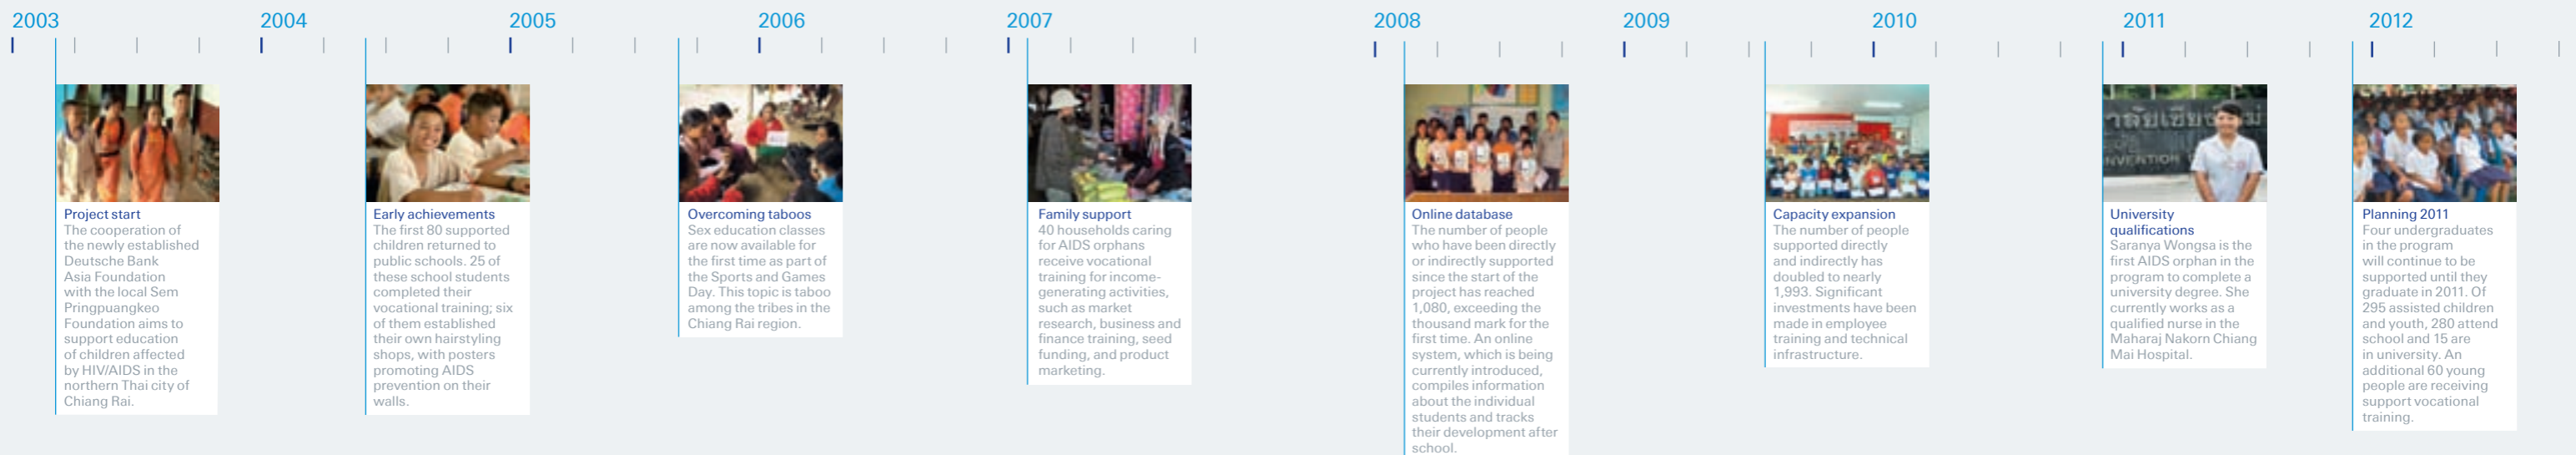 2003
2004
2005
2006
2007
2008
2009
2010
2011
2012
Project start
The cooperation of
the newly established
Deutsche Bank
Asia Foundation
with the local Sem
Pringpuangkeo
Foundation aims to
support education
of children affected
by HIV/AIDS in the
northern Thai city of
Chiang Rai.
Early achievements
The first 80 supported
children returned to
public schools. 25 of
these school students
completed their
vocational training; six
of them established
their own hairstyling
shops, with posters
promoting AIDS
prevention on their
walls.
Overcoming taboos
Sex education classes
are now available for
the first time as part of
the Sports and Games
Day. This topic is taboo
among the tribes in the
Chiang Rai region.
Family support
40 households caring
for AIDS orphans
receive vocational
training for income-
generating activities,
such as market
research, business and
finance training, seed
funding, and product
marketing.
Online database
The number of people
who have been directly
or indirectly supported
since the start of the
project has reached
1,080, exceeding the
thousand mark for the
first time. An online
system, which is being
currently introduced,
compiles information
about the individual
students and tracks
their development after
school.
Capacity expansion
The number of people
supported directly
and indirectly has
doubled to nearly
1,993. Significant
investments have been
made in employee
training and technical
infrastructure.
NVENTION
University
qualifications
Saranya Wongsa is the
first AIDS orphan in the
program to complete a
university degree. She
currently works as a
qualified nurse in the
Maharaj Nakorn Chiang
Mai Hospital.
Planning 2011
Four undergraduates
in the program
will continue to be
supported until they
graduate in 2011. Of
295 assisted children
and youth, 280 attend
school and 15 are
in university. An
additional 60 young
people are receiving
support vocational
training.